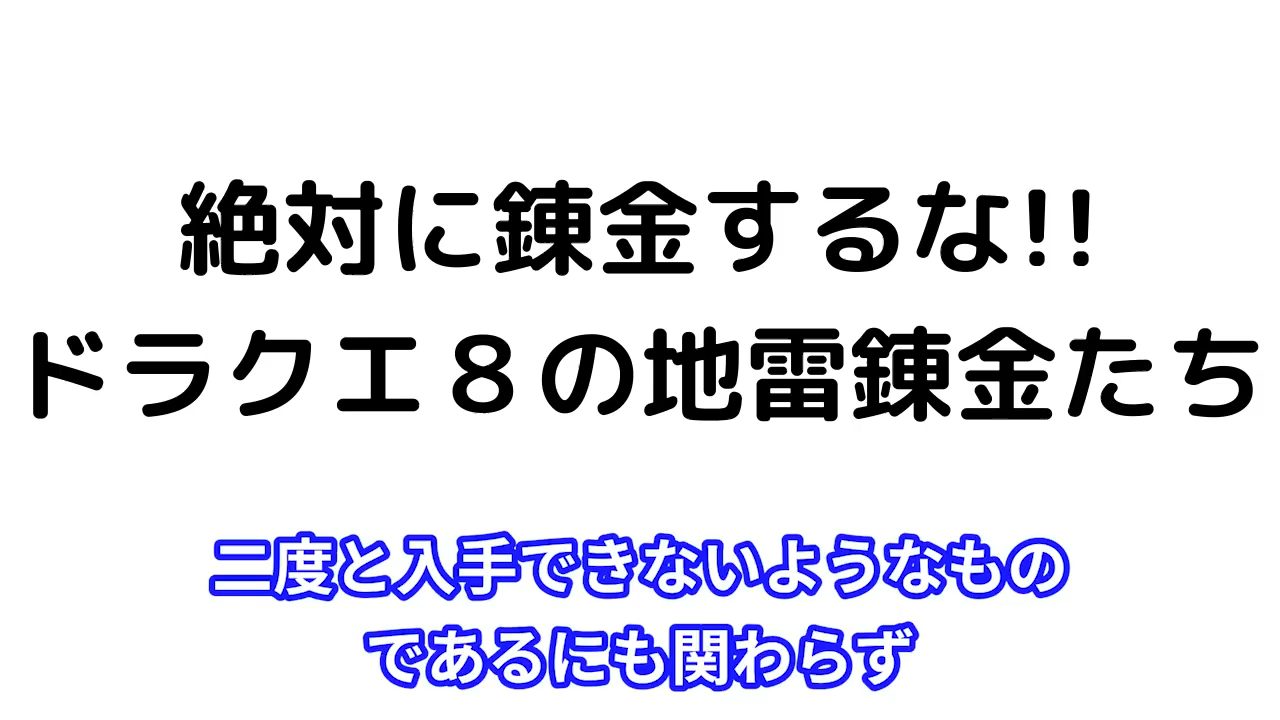 絶対に錬金するな!!
ドラクエ８の地雷錬金たち
二度と入手できないようなもの
であるにも関わらず